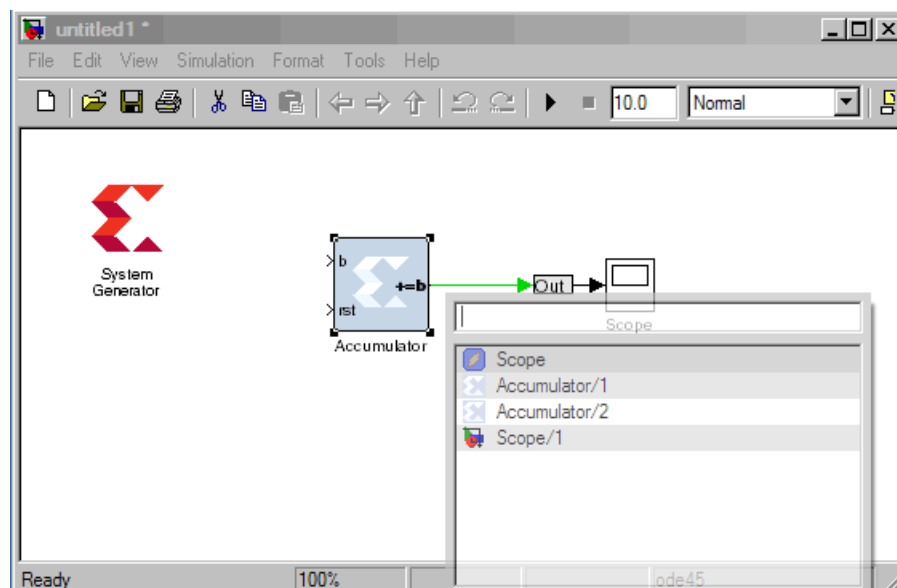 untitled1 *
File Edit View Simulation Format Tools Help
10.0 Normal
System
Generator
b
+=b
rst
Accumulator
Out
Scope
Scope
Accumulator/1
Accumulator/2
Scope/1
Ready 100% ode45